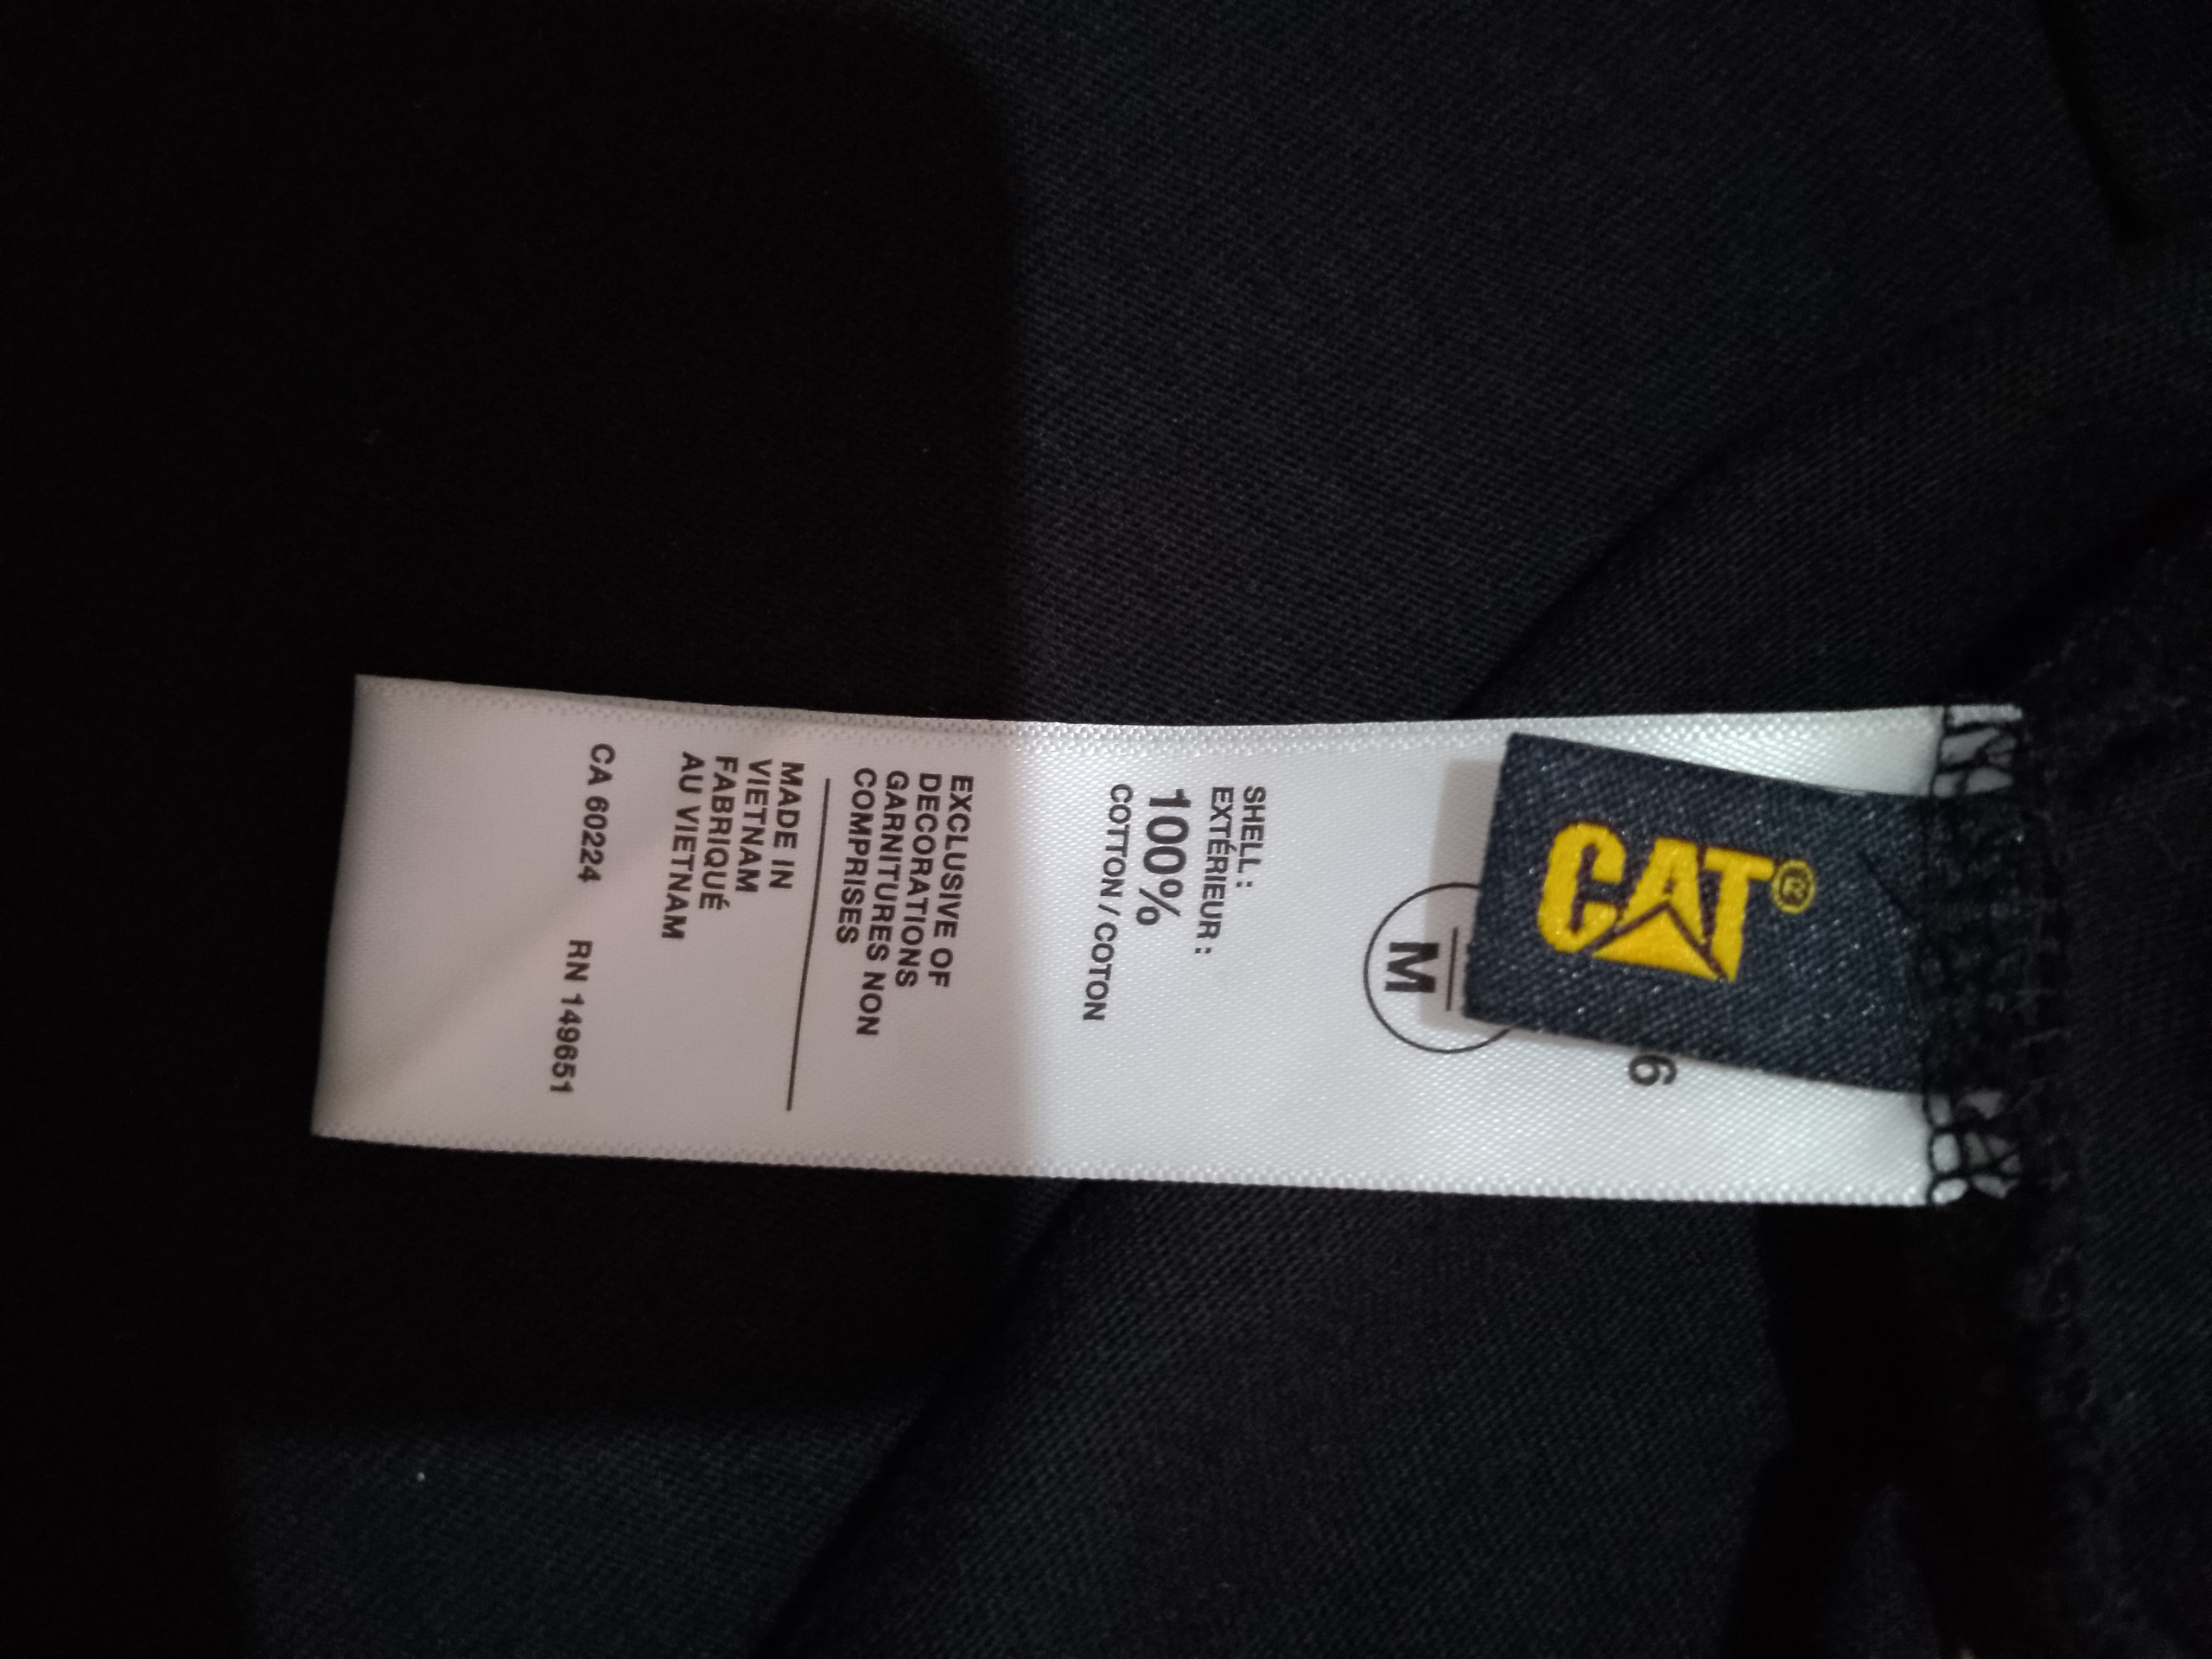 CAT®
6
M
SHELL :
EXTÉRIEUR :
100%
COTTON / COTON
EXCLUSIVE OF
DECORATIONS
GARNITURES NON
COMPRISES
MADE IN
VIETNAM
FABRIQUÉ
AU VIETNAM
CA 60224 RN 149651